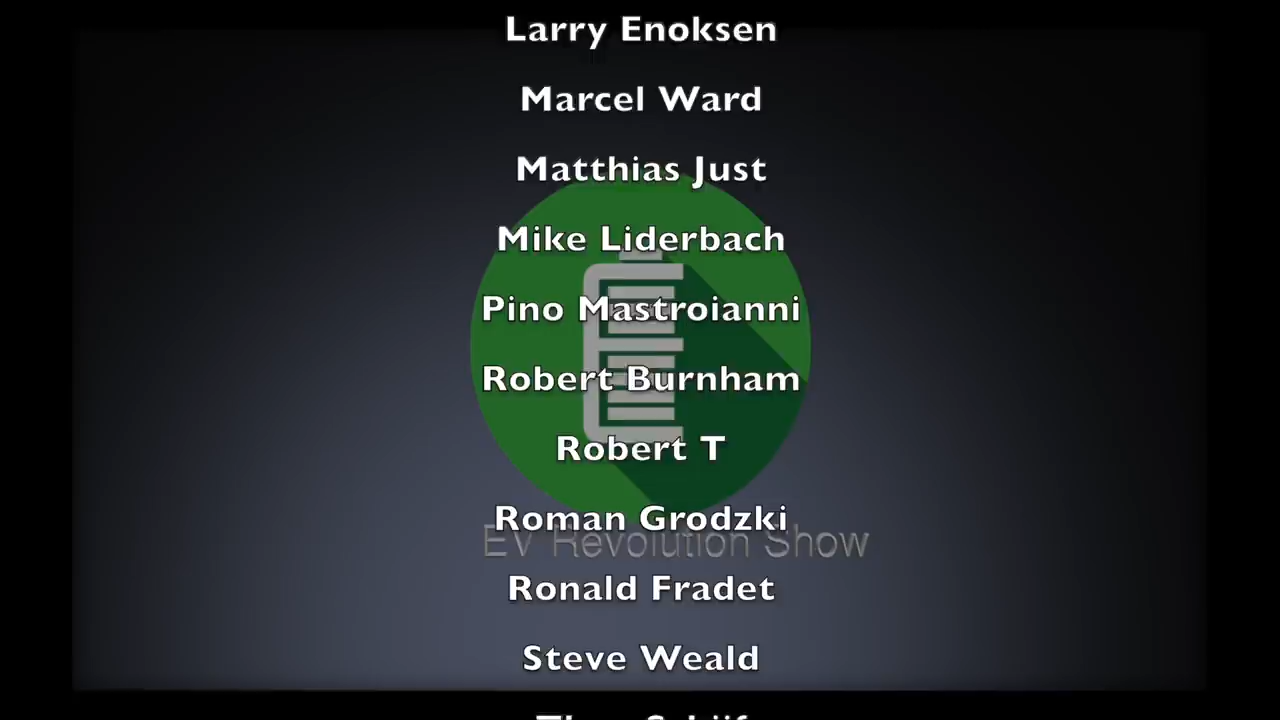 Larry Enoksen
Marcel Ward
Matthias Just
Mike Liderbach
Pino Mastroianni
Robert Burnham
Robert T
Roman Grodzki
EV Revolution Show
Ronald Fradet
Steve Weald